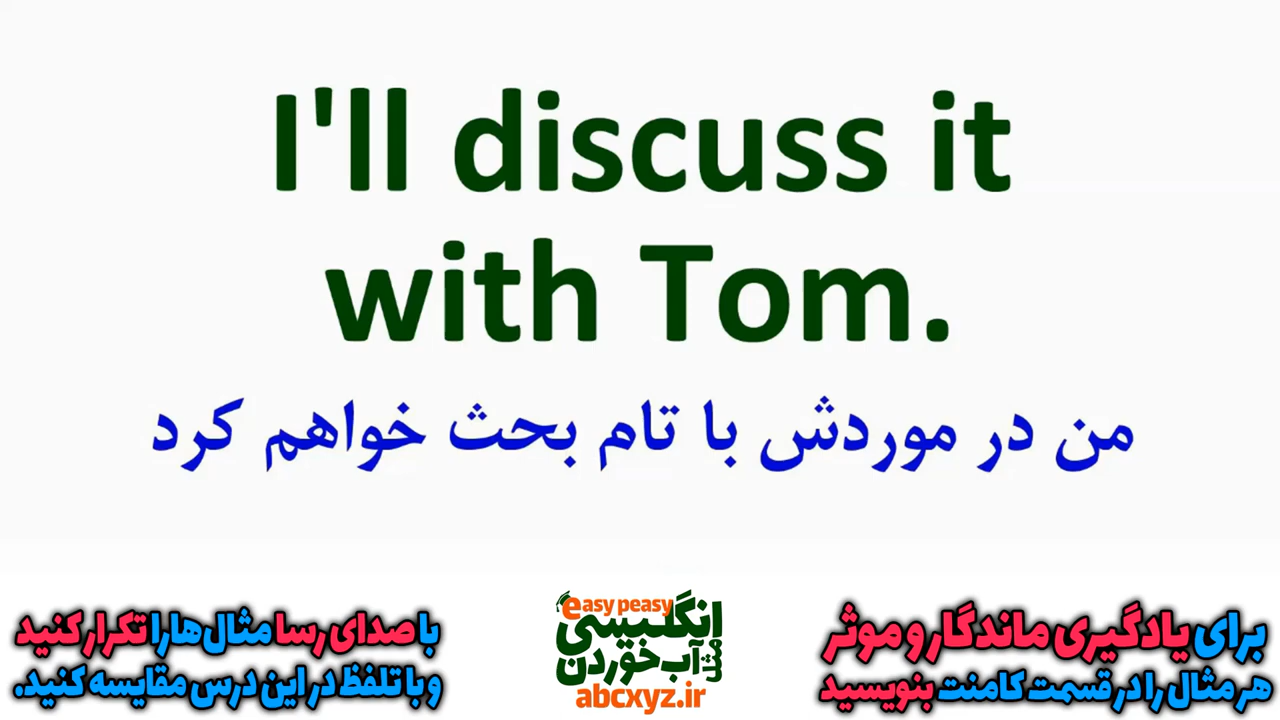 I'll discuss it
with Tom.
من در موردش با تام بحث خواهم کرد
برای یادگیری ماندگار و موثر
هر مثال را در قسمت کامنت بنویسید
easy peasy
انگلیسی
مثل آب خوردن
abcxyz.ir
با صدای رسا مثال‌ها را تکرار کنید
و با تلفظ در این درس مقایسه کنید.